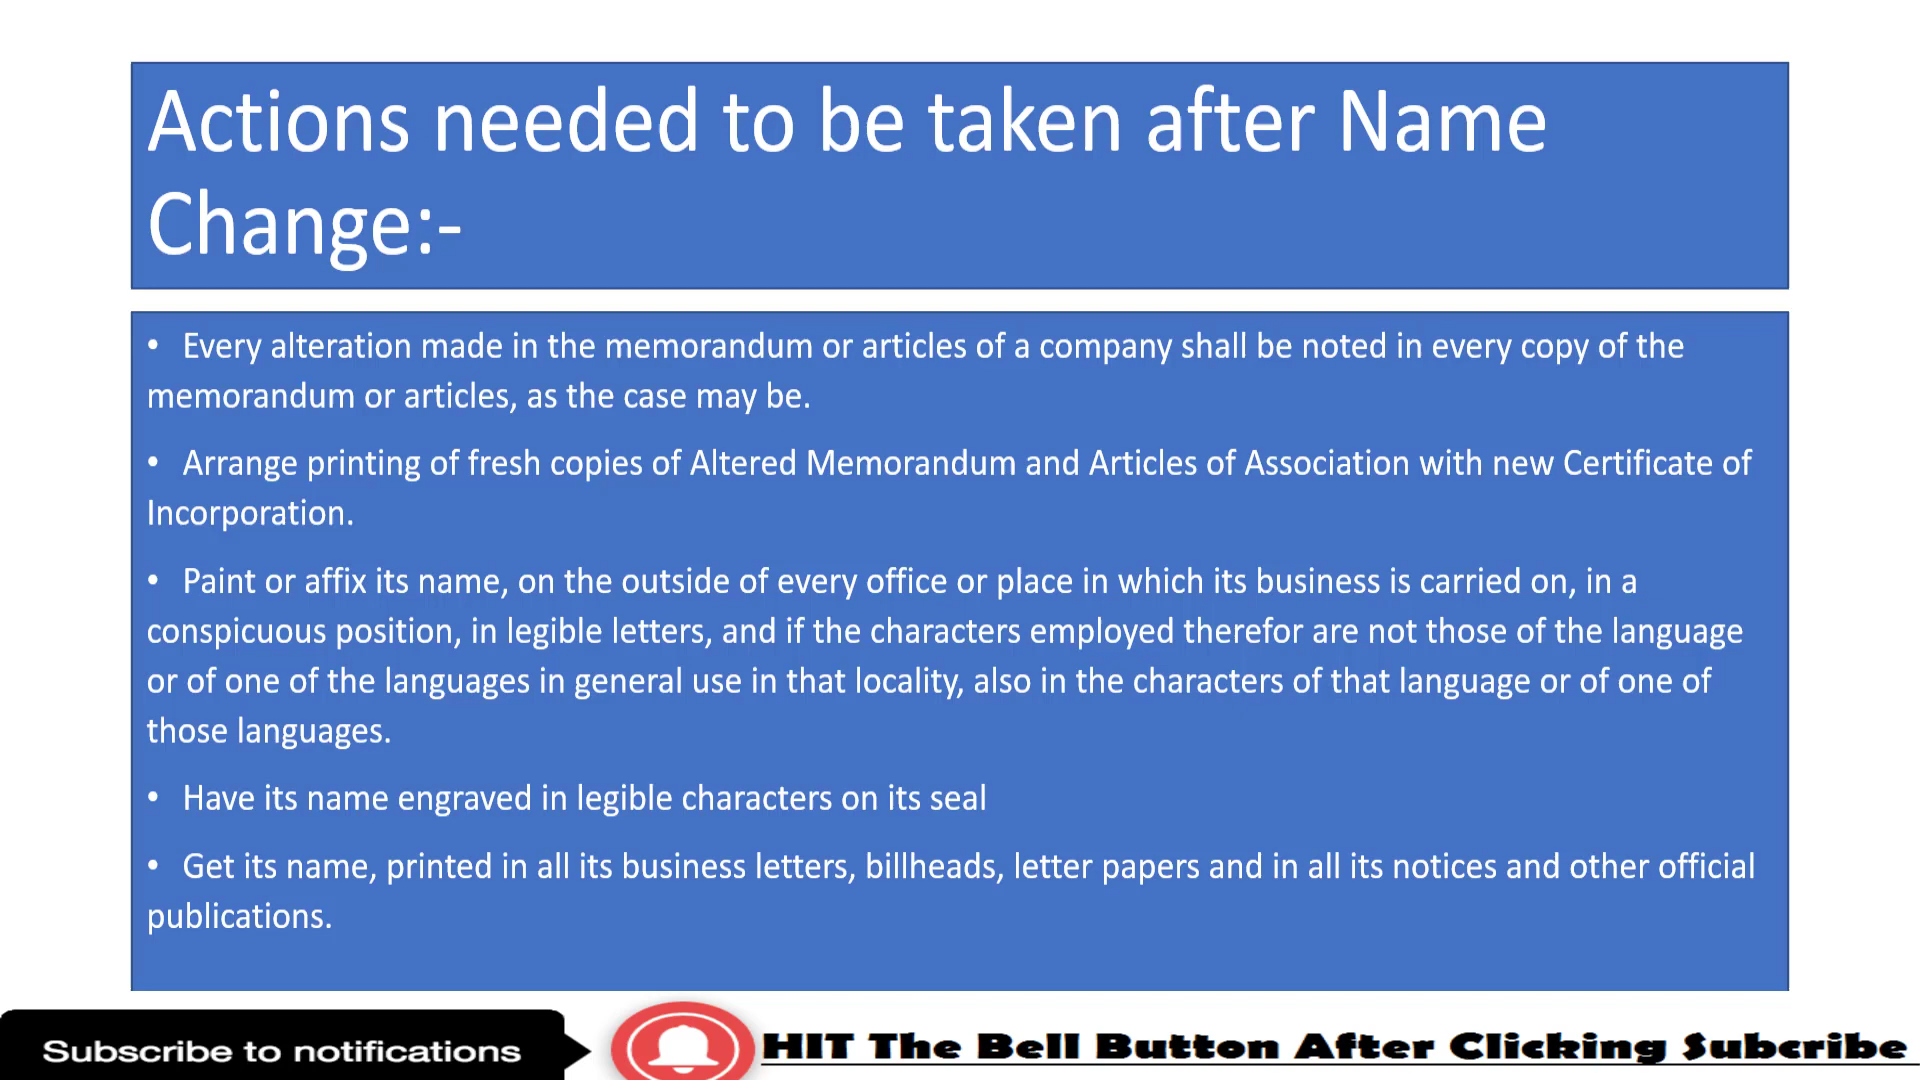 Actions needed to be taken after Name
Change:-
• Every alteration made in the memorandum or articles of a company shall be noted in every copy of the
memorandum or articles, as the case may be.
• Arrange printing of fresh copies of Altered Memorandum and Articles of Association with new Certificate of
Incorporation.
• Paint or affix its name, on the outside of every office or place in which its business is carried on, in a
conspicuous position, in legible letters, and if the characters employed therefor are not those of the language
or of one of the languages in general use in that locality, also in the characters of that language or of one of
those languages.
• Have its name engraved in legible characters on its seal
• Get its name, printed in all its business letters, billheads, letter papers and in all its notices and other official
publications.
Subscribe to notifications
HIT The Bell Button After Clicking Subcribe